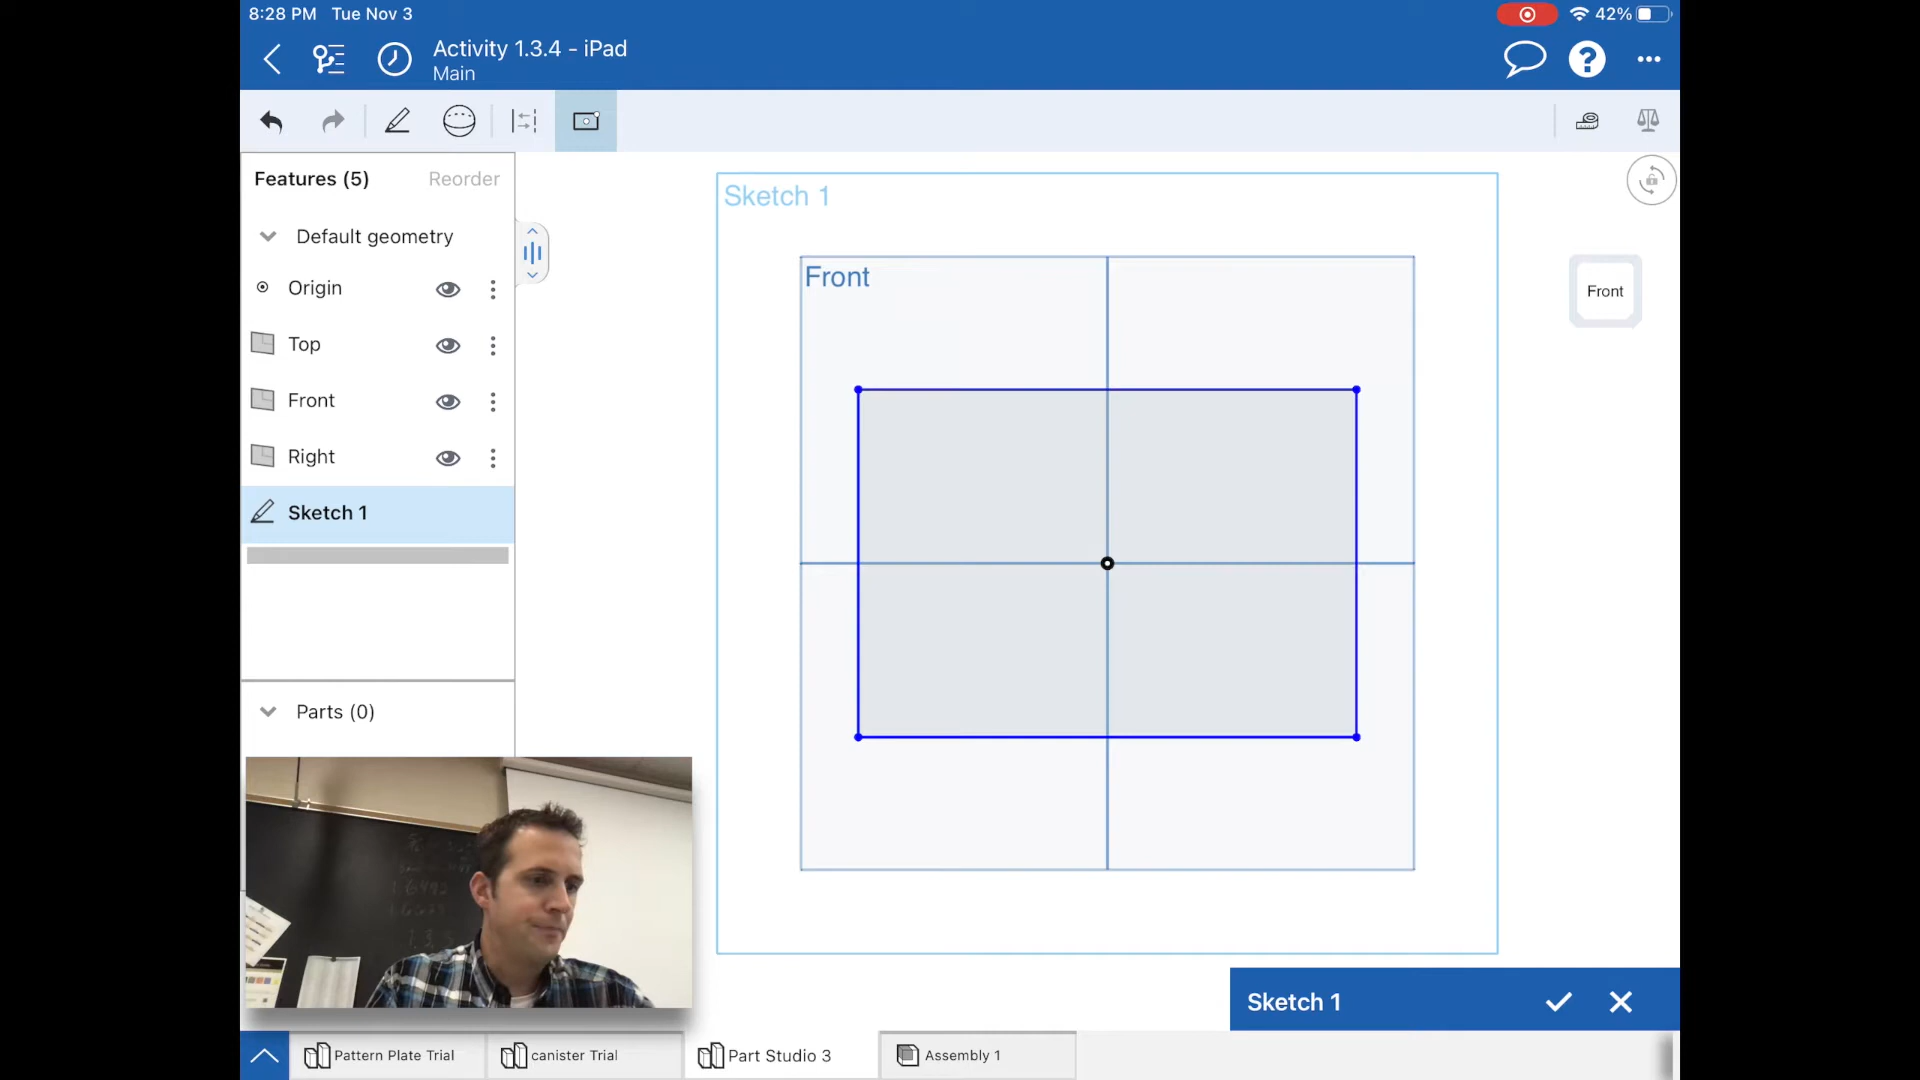 8:28 PM Tue Nov 3
42%
Activity 1.3.4 - iPad
Main
Features (5)
Reorder
Default geometry
Origin
Top
Front
Right
Sketch 1
Parts (0)
Sketch 1
Front
Front
Sketch 1
Pattern Plate Trial
canister Trial
Part Studio 3
Assembly 1